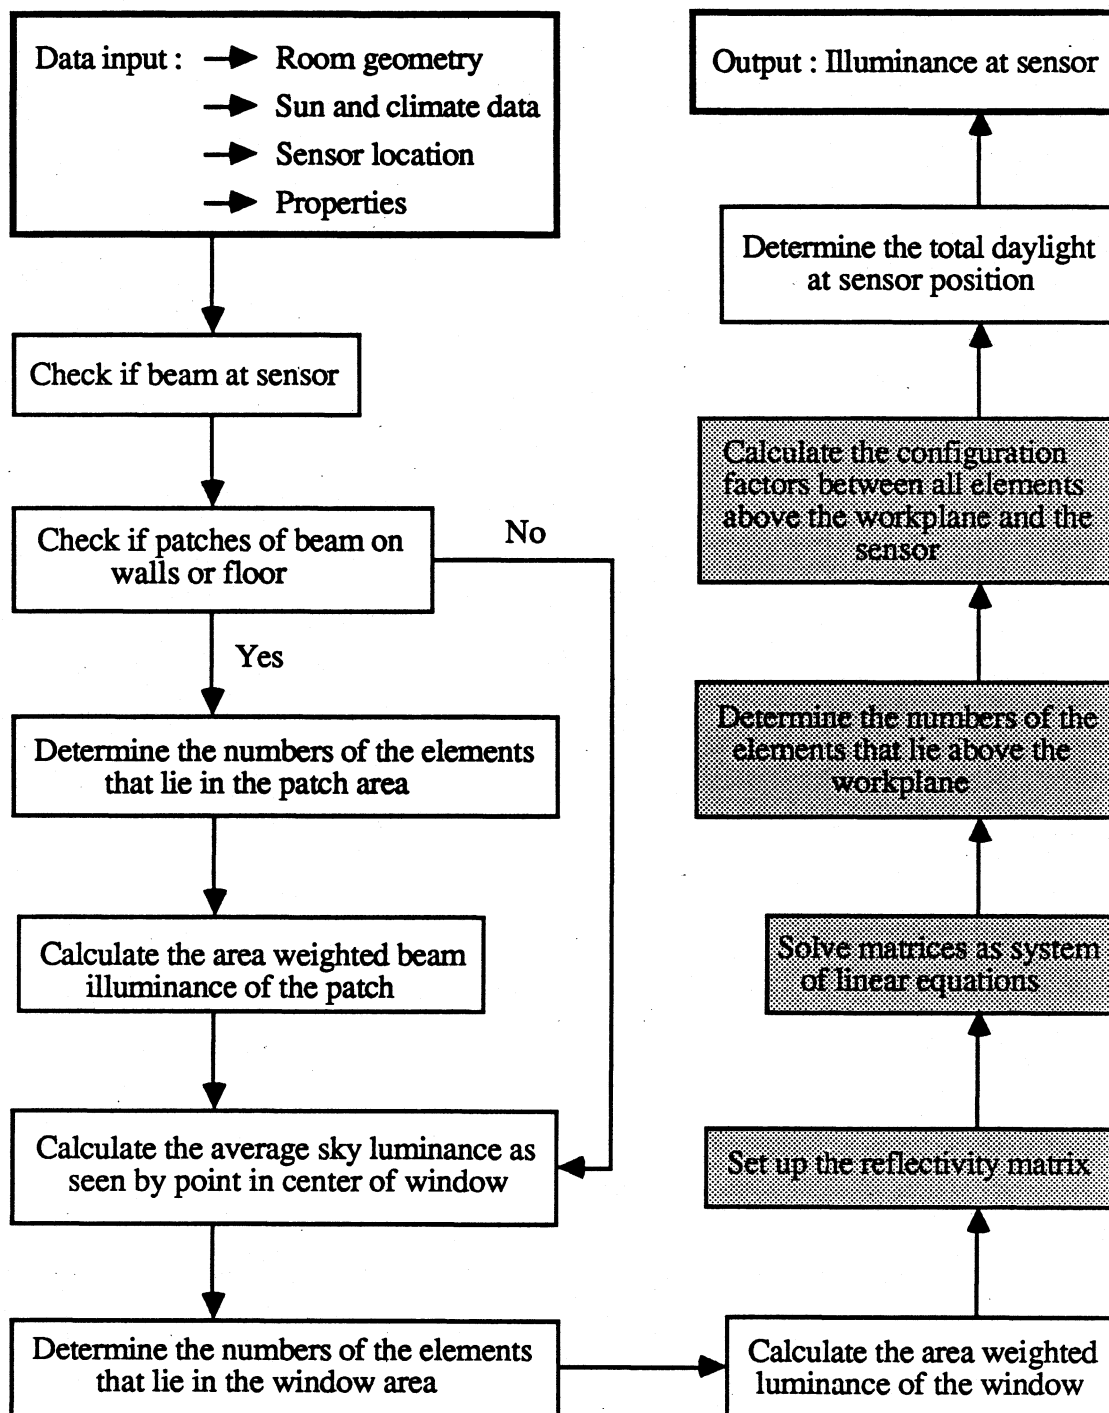 Data input : Room geometry
Sun and climate data
Sensor location
Properties
Check if beam at sensor
Check if patches of beam on
walls or floor
No
Yes
Determine the numbers of the elements
that lie in the patch area
Calculate the area weighted beam
illuminance of the patch
Calculate the average sky luminance as
seen by point in center of window
Determine the numbers of the elements
that lie in the window area
Calculate the area weighted
luminance of the window
Set up the reflectivity matrix
Solve matrices as system
of linear equations
Determine the numbers of the
elements that lie above the
workplane
Calculate the configuration
factors between all elements
above the workplane and the
sensor
Determine the total daylight
at sensor position
Output : Illuminance at sensor